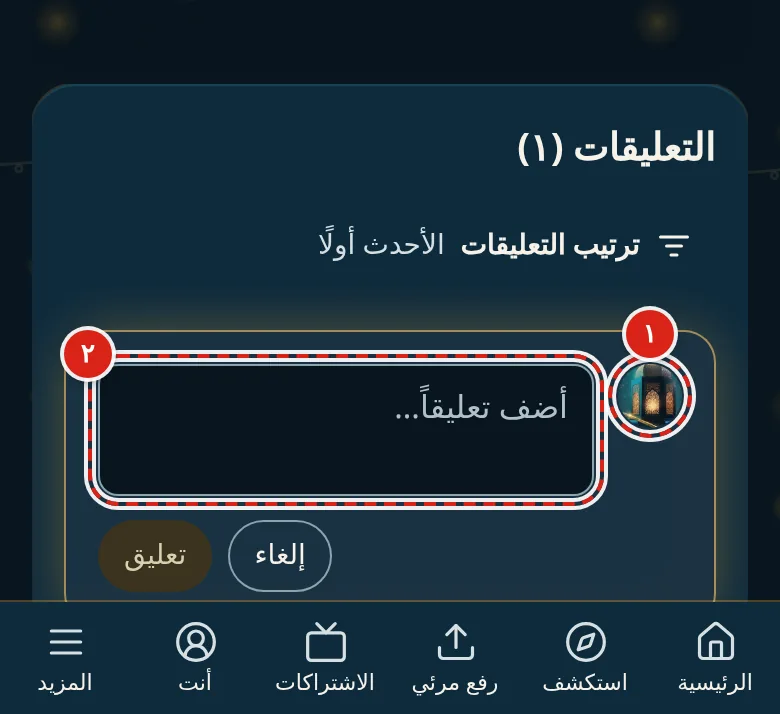 التعليقات (١)
ترتيب التعليقات الأحدث أولًا
١
٢
أضف تعليقاً...
إلغاء
تعليق
الرئيسية
استكشف
رفع مرئي
الاشتراكات
أنت
المزيد